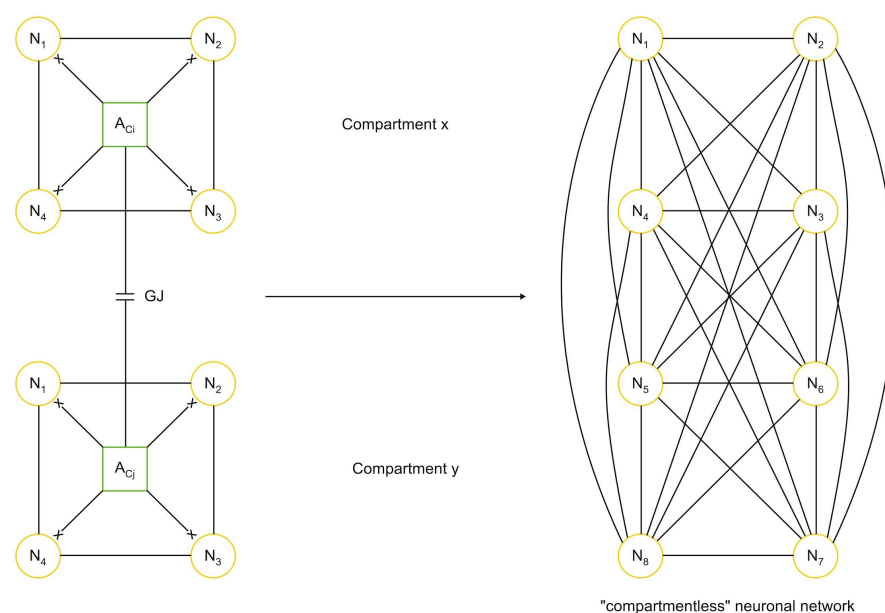 N1 N2
ACi
N4 N3
Compartment x
GJ
N1 N2
ACj
N4 N3
Compartment y
N1 N2
N4 N3
N5 N6
N8 N7
"compartmentless" neuronal network